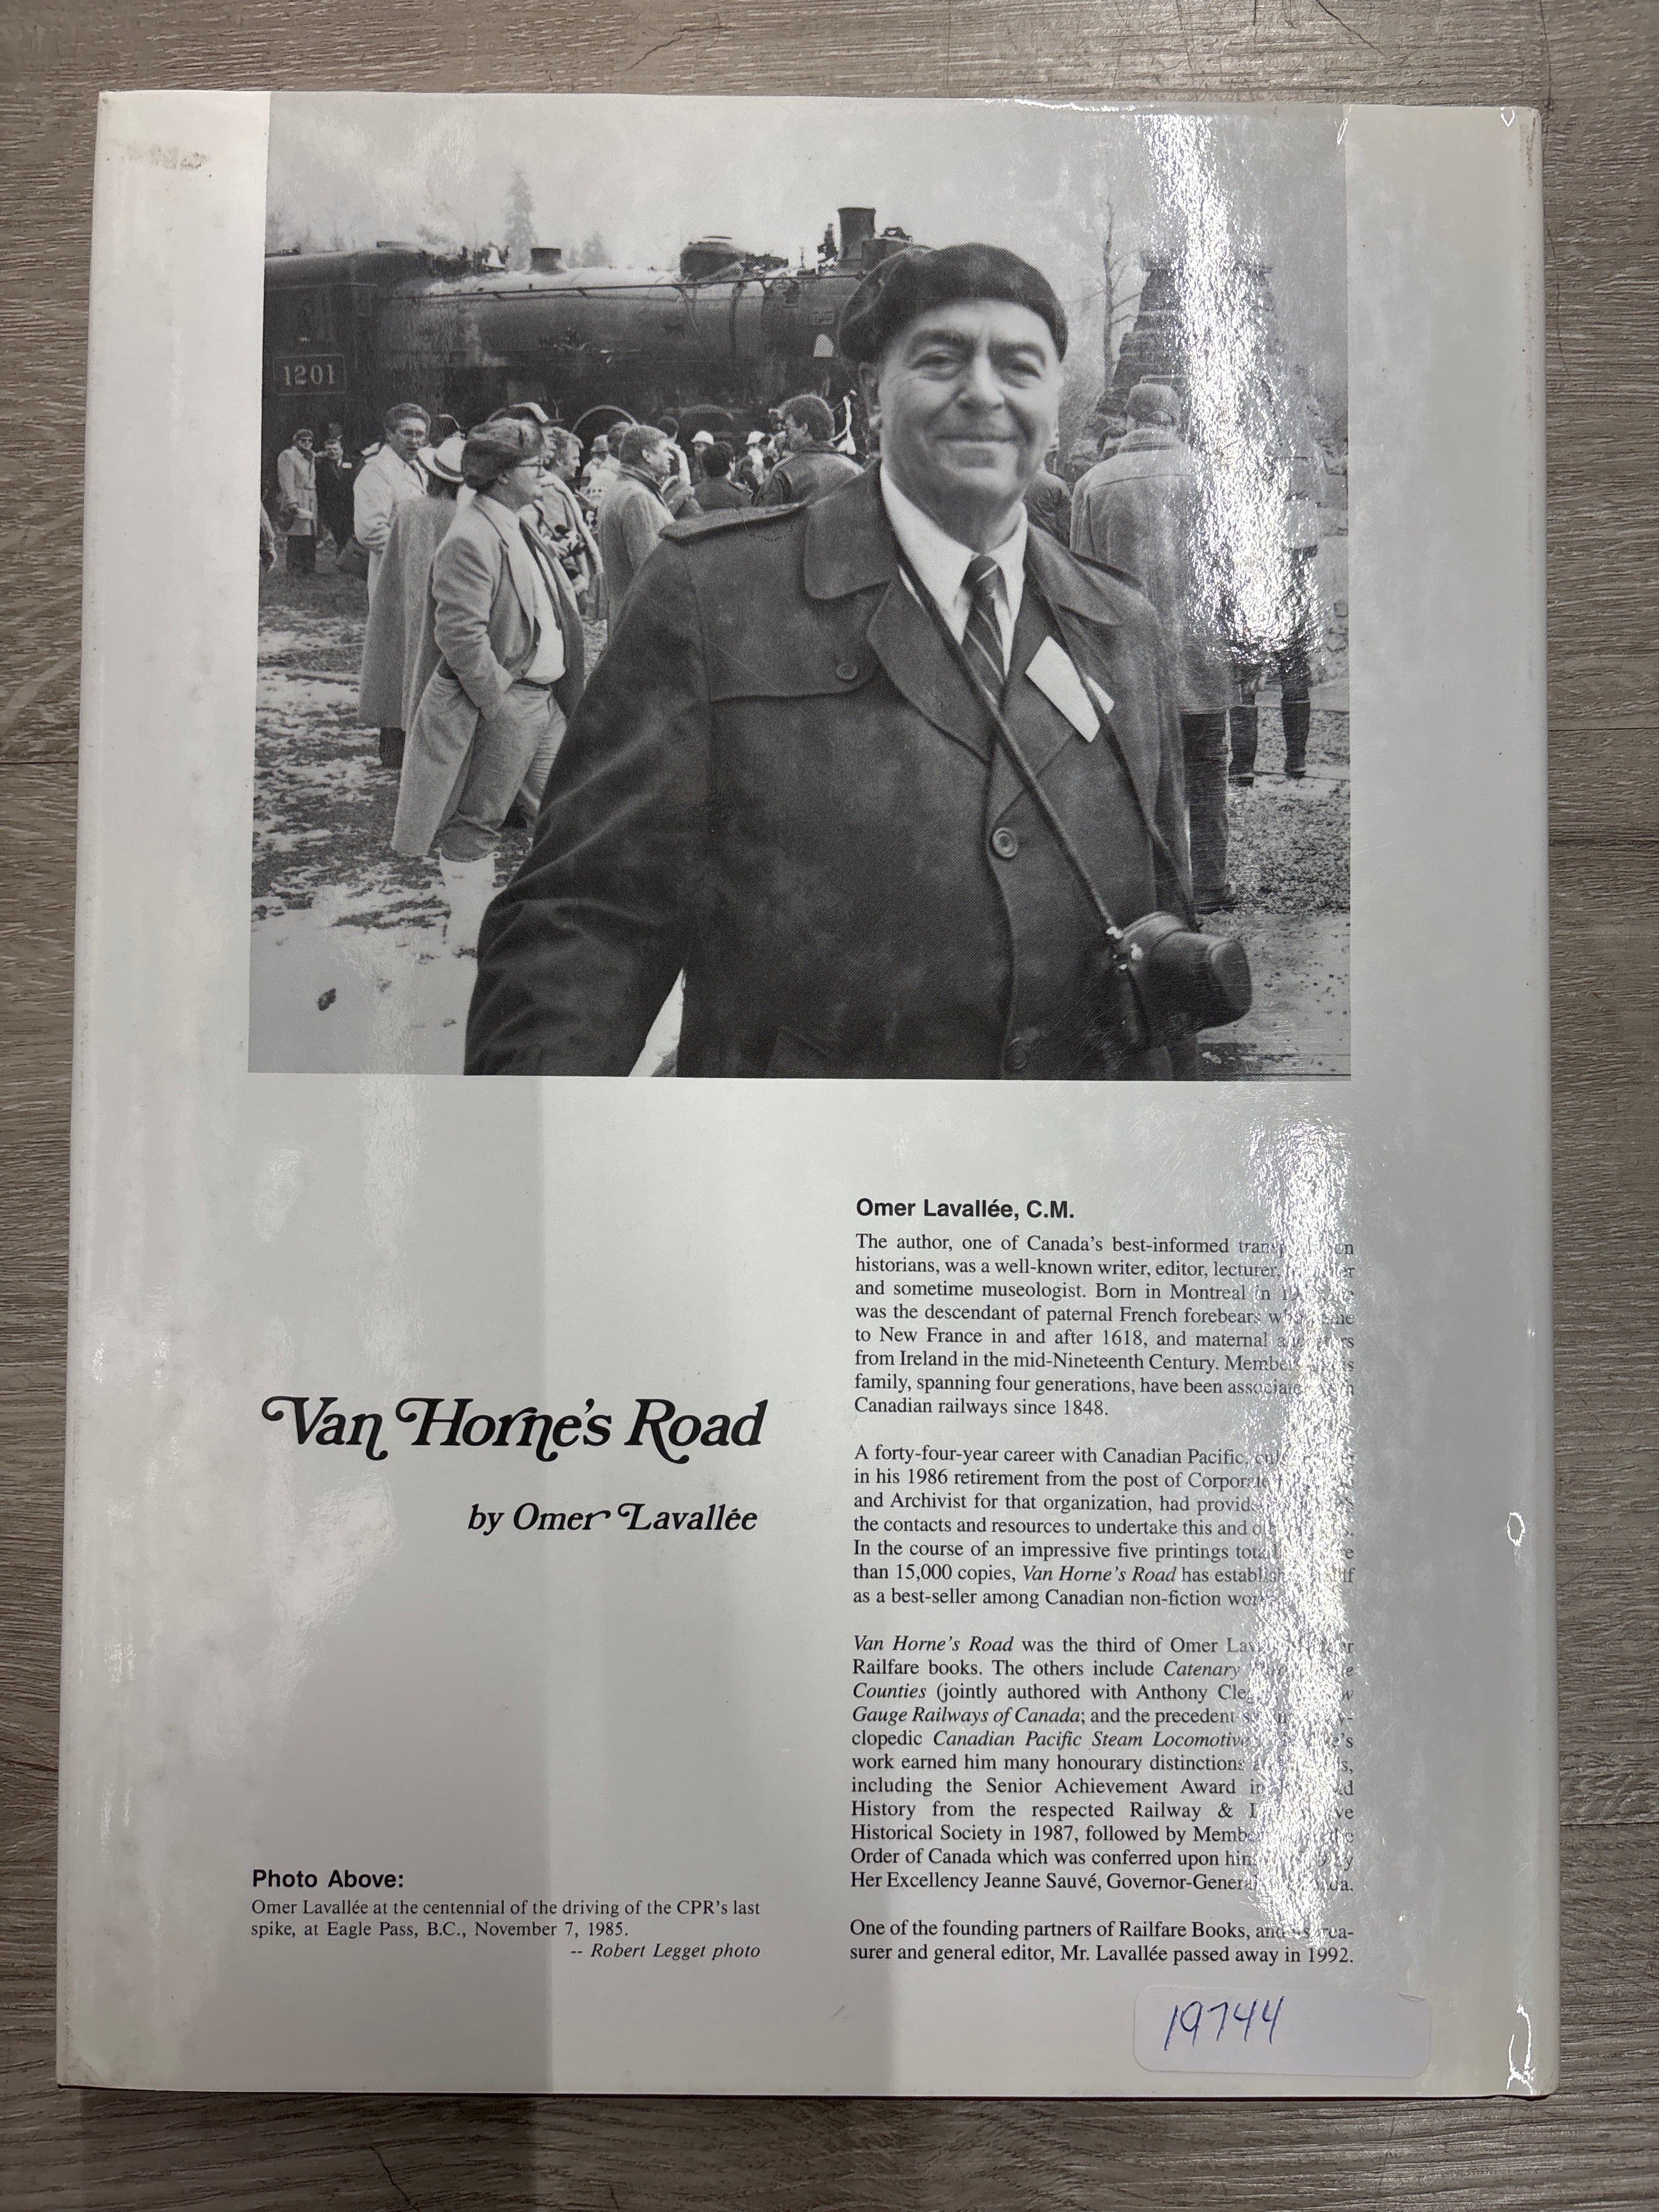 1201
Van Horne's Road
by Omer Lavallée
Photo Above:
Omer Lavallée at the centennial of the driving of the CPR's last
spike, at Eagle Pass, B.C., November 7, 1985.
-- Robert Legget photo
Omer Lavallée, C.M.
The author, one of Canada's best-informed
historians, was a well-known writer, editor, lecturer,
and sometime museologist. Born in Montreal in
was the descendant of paternal French forebears
to New France in and after 1618, and maternal
from Ireland in the mid-Nineteenth Century.
family, spanning four generations, have been
Canadian railways since 1848.
A forty-four-year career with Canadian Pacific,
in his 1986 retirement from the post of Corporate
and Archivist for that organization, had
the contacts and resources to undertake this and
In the course of an impressive five printings
than 15,000 copies, Van Horne's Road has
as a best-seller among Canadian non-fiction
Van Horne's Road was the third of Omer
Railfare books. The others include Catenary
Counties (jointly authored with Anthony
Gauge Railways of Canada; and the precedent
clopedic Canadian Pacific Steam
work earned him many honourary distinctions
including the Senior Achievement Award in
History from the respected Railway &
Historical Society in 1987, followed by
Order of Canada which was conferred upon
Her Excellency Jeanne Sauvé,
One of the founding partners of Railfare Books,
surer and general editor, Mr. Lavallée passed away in 1992.
19744